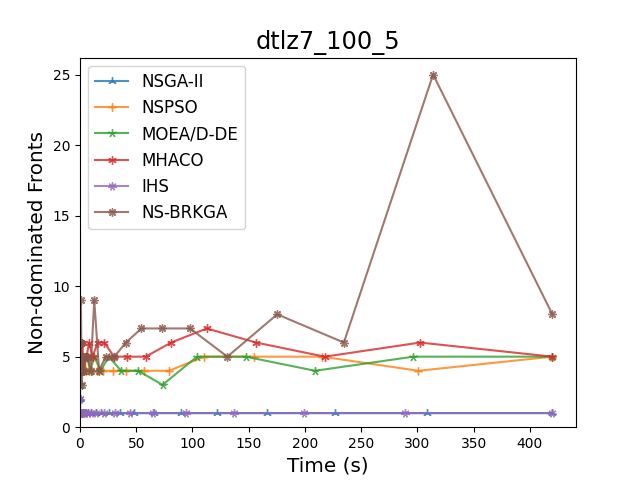 dtlz7_100_5
Non-dominated Fronts
25
20
15
10
5
0
NSGA-II
NSPSO
MOEA/D-DE
MHACO
IHS
NS-BRKGA
0 50 100 150 200 250 300 350 400
Time (s)